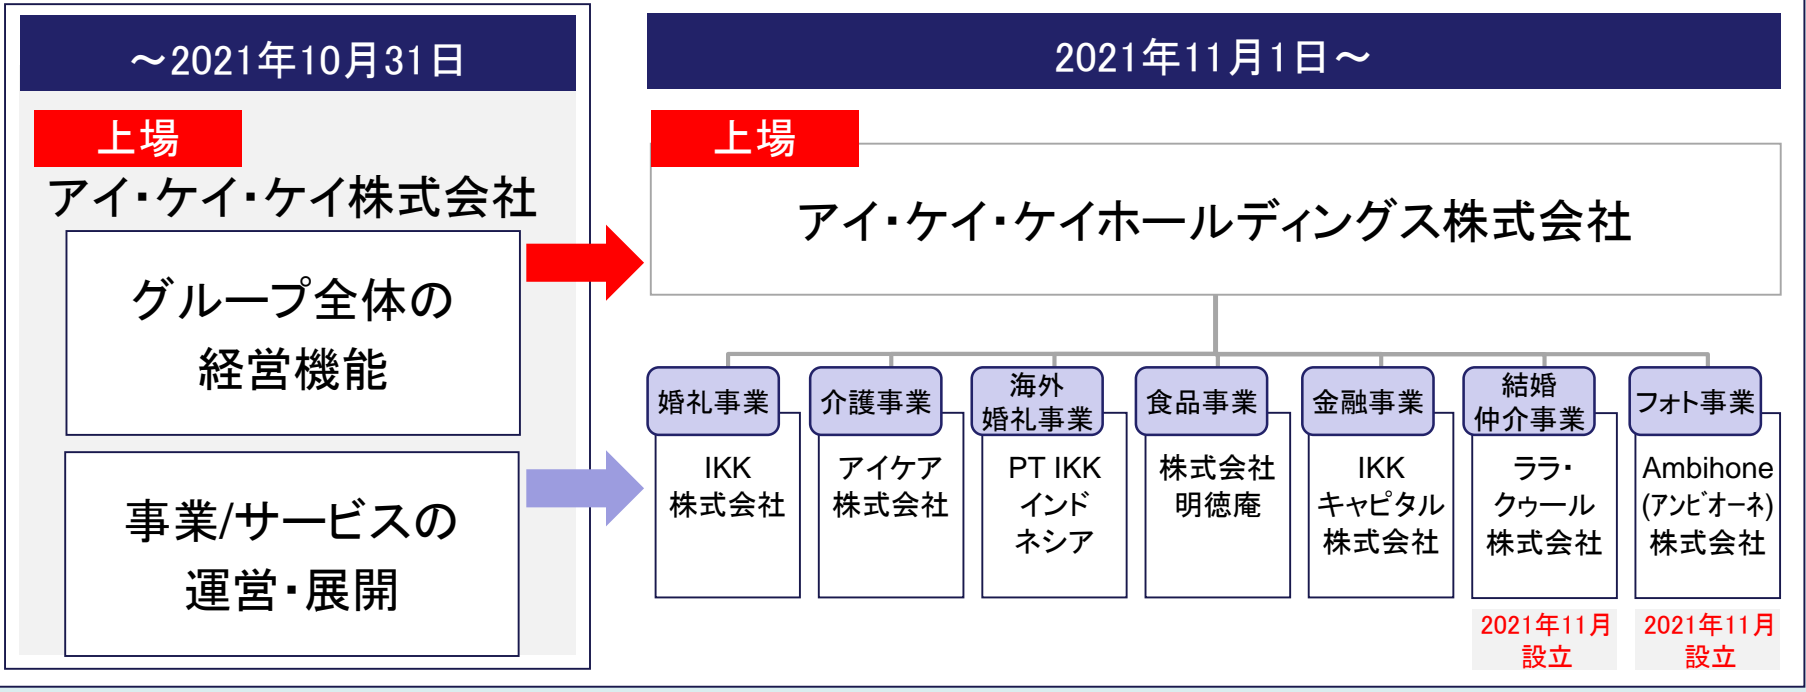 ～2021年10月31日
上場
アイ・ケイ・ケイ株式会社
グループ全体の
経営機能
事業/サービスの
運営・展開
2021年11月1日～
上場
アイ・ケイ・ケイホールディングス株式会社
婚礼事業
IKK
株式会社
介護事業
アイケア
株式会社
海外
婚礼事業
PT IKK
インド
ネシア
食品事業
株式会社
明徳庵
金融事業
IKK
キャピタル
株式会社
結婚
仲介事業
ララ・
クゥール
株式会社
2021年11月
設立
フォト事業
Ambihone
(アンビオーネ)
株式会社
2021年11月
設立